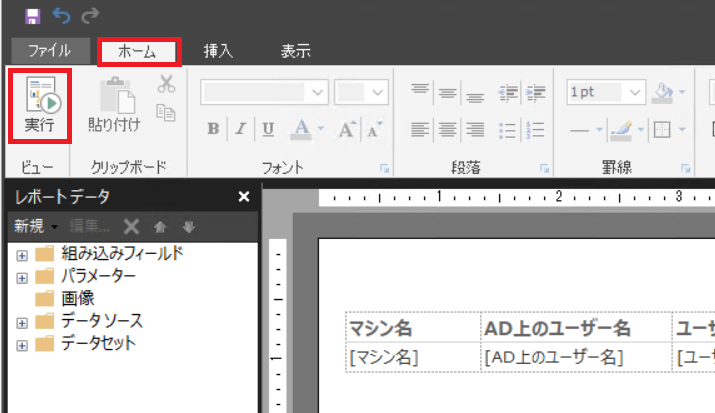 ファイル ホーム 挿入 表示
1pt
実行 貼り付け B I U A A A
ビュー クリップボード フォント 段落 罫線
レポートデータ
新規 編集...
組み込みフィールド
パラメーター
画像
データソース
データセット
1 2 3
1
マシン名 AD上のユーザー名 ユーザ
[マシン名] [AD上のユーザー名] [ユー